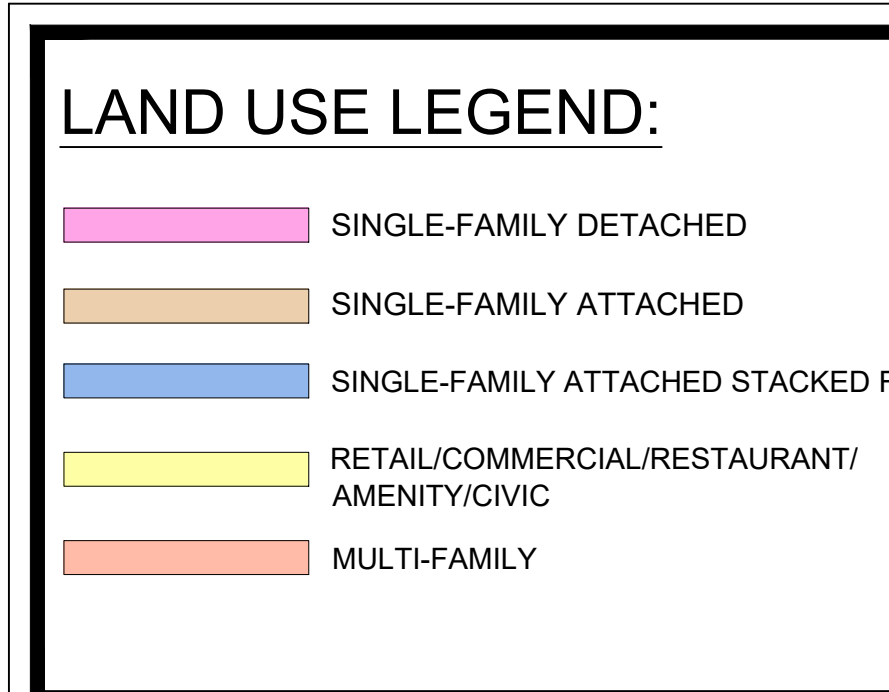 LAND USE LEGEND:
SINGLE-FAMILY DETACHED
SINGLE-FAMILY ATTACHED
SINGLE-FAMILY ATTACHED STACKED
RETAIL/COMMERCIAL/RESTAURANT/
AMENITY/CIVIC
MULTI-FAMILY